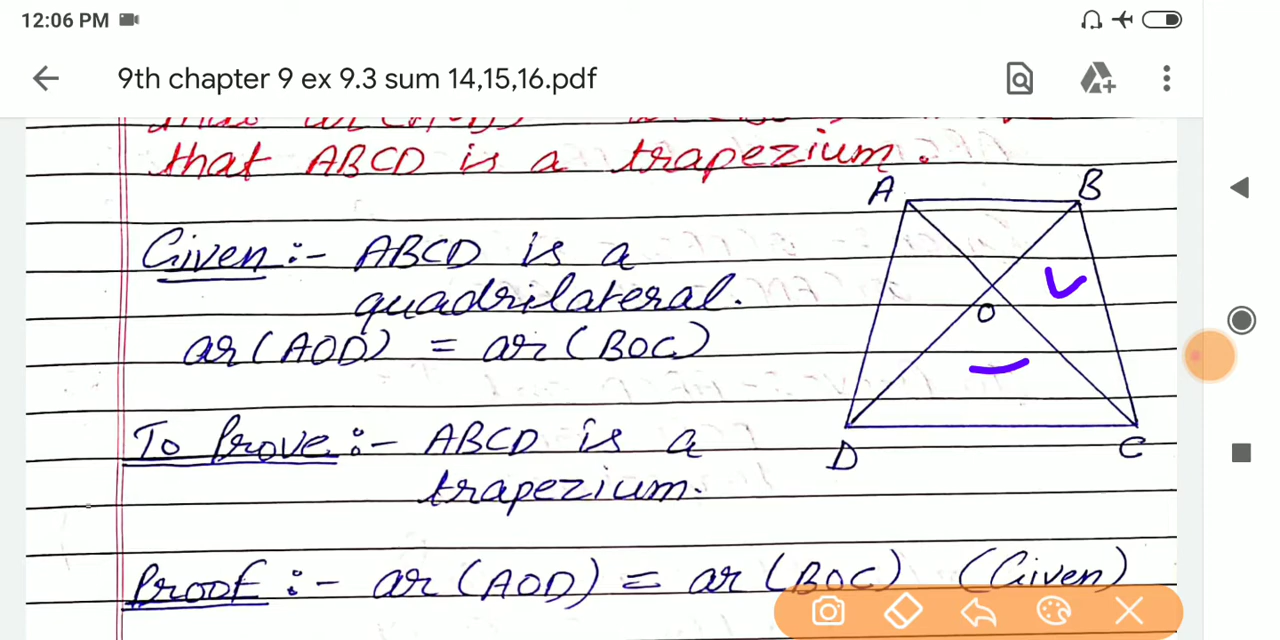 12:06 PM
9th chapter 9 ex 9.3 sum 14,15,16.pdf
that ABCD is a trapezium.
A B
Given :- ABCD is a
quadrilateral.
O
ar (AOD) = ar (BOC)
To Prove :- ABCD is a
D C
trapezium.
Proof :- ar (AOD) = ar (BOC) (Given)